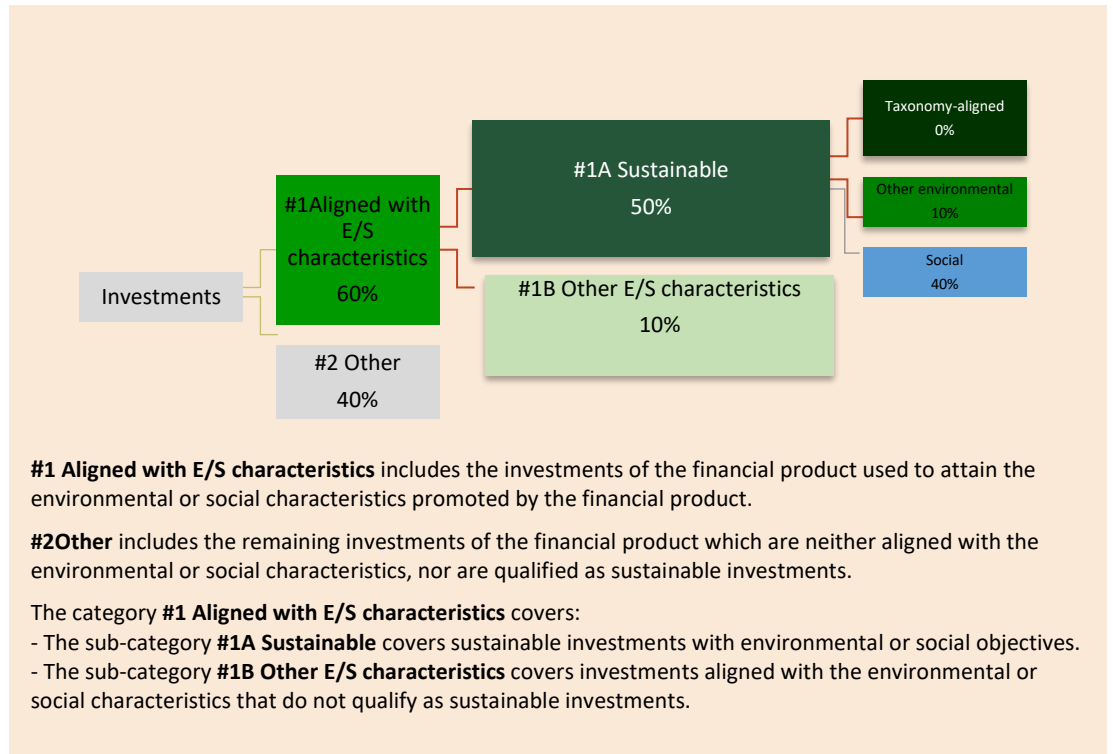 Investments
#1Aligned with
E/S
characteristics
60%
#2 Other
40%
#1A Sustainable
50%
#1B Other E/S characteristics
10%
Taxonomy-aligned
0%
Other environmental
10%
Social
40%
#1 Aligned with E/S characteristics includes the investments of the financial product used to attain the
environmental or social characteristics promoted by the financial product.
#2Other includes the remaining investments of the financial product which are neither aligned with the
environmental or social characteristics, nor are qualified as sustainable investments.
The category #1 Aligned with E/S characteristics covers:
- The sub-category #1A Sustainable covers sustainable investments with environmental or social objectives.
- The sub-category #1B Other E/S characteristics covers investments aligned with the environmental or
social characteristics that do not qualify as sustainable investments.